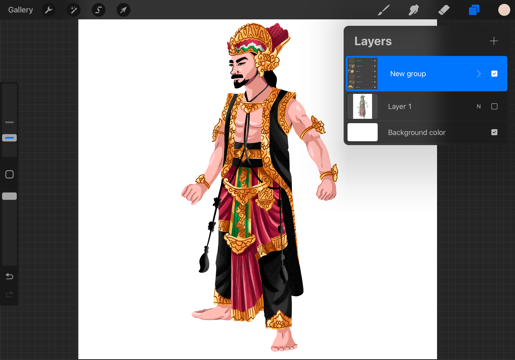 Gallery
Layers
New group
Layer 1
N
Background color